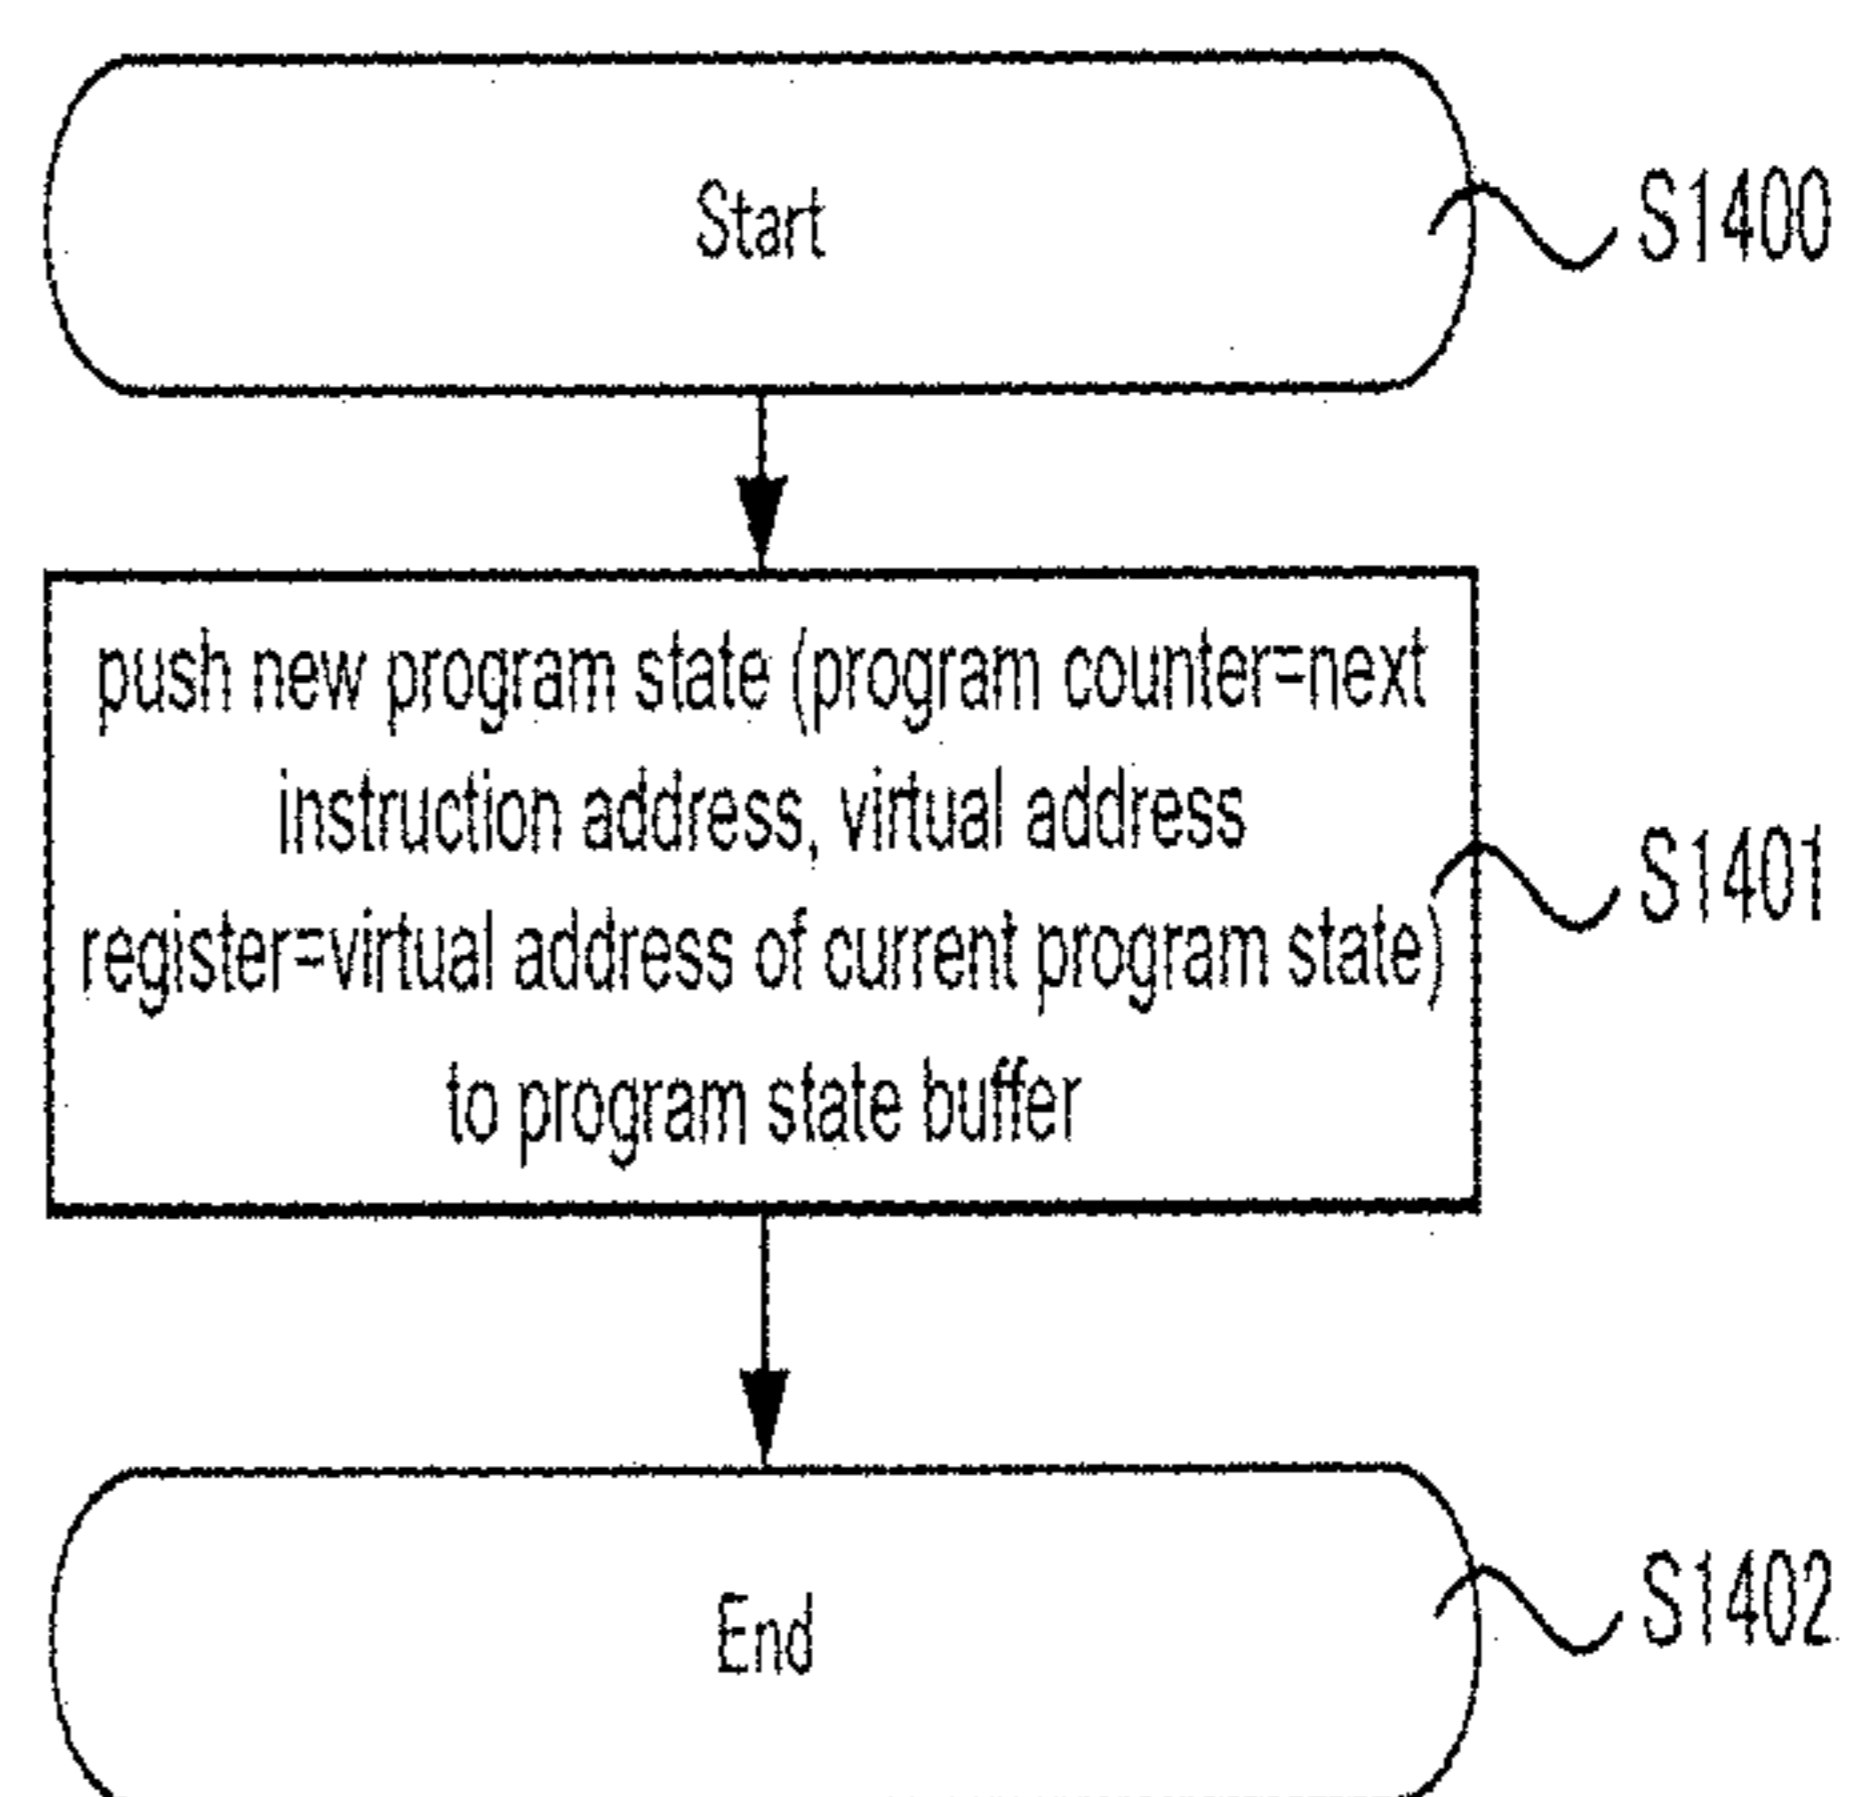 Start
S1400
push new program state (program counter=next
instruction address, virtual address
register=virtual address of current program state)
to program state buffer
S1401
End
S1402